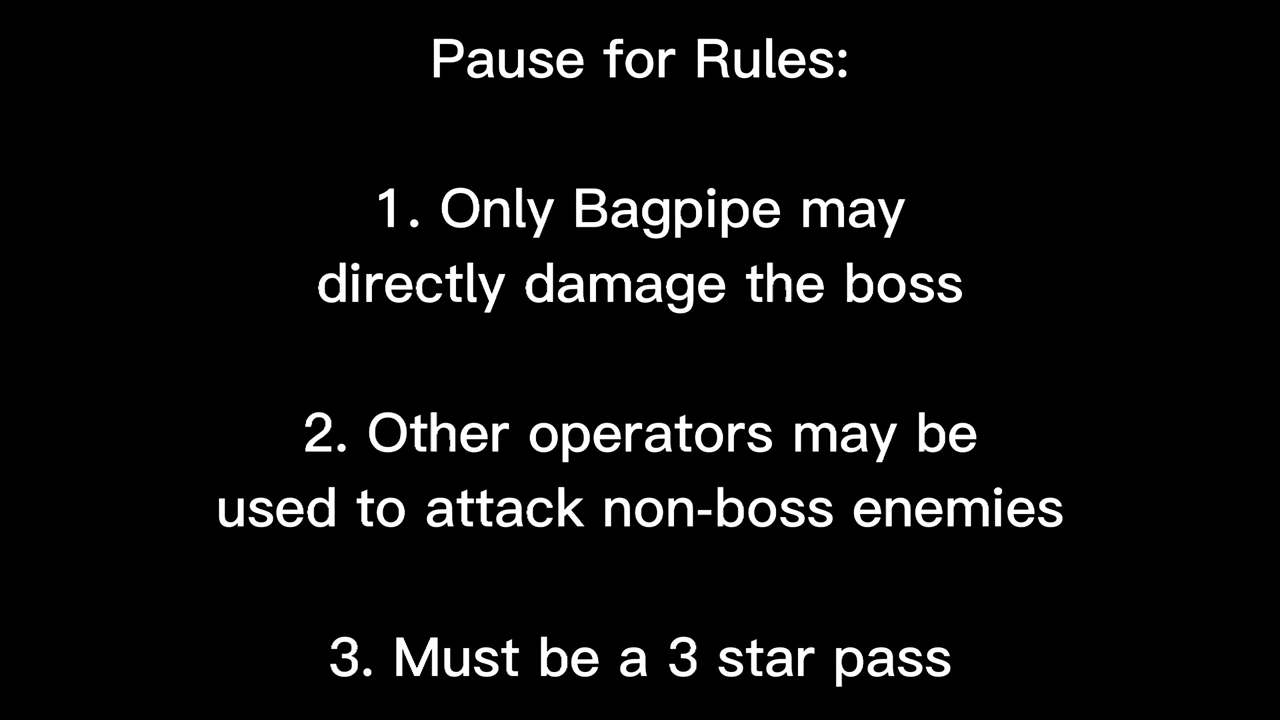 Pause for Rules:
1. Only Bagpipe may
directly damage the boss
2. Other operators may be
used to attack non-boss enemies
3. Must be a 3 star pass